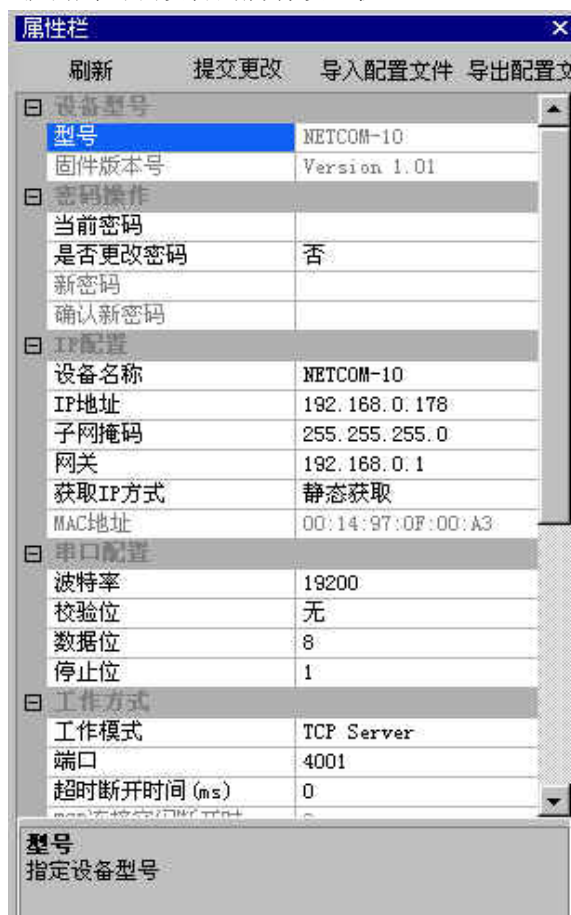 属性栏
刷新 提交更改 导入配置文件 导出配置文
设备型号
型号 NETCOM-10
固件版本号 Version 1.01
密码操作
当前密码
是否更改密码 否
新密码
确认新密码
IP配置
设备名称 NETCOM-10
IP地址 192.168.0.178
子网掩码 255.255.255.0
网关 192.168.0.1
获取IP方式 静态获取
MAC地址 00:14:97:0F:00:A3
串口配置
波特率 19200
校验位 无
数据位 8
停止位 1
工作方式
工作模式 TCP Server
端口 4001
超时断开时间(ms) 0
型号
指定设备型号